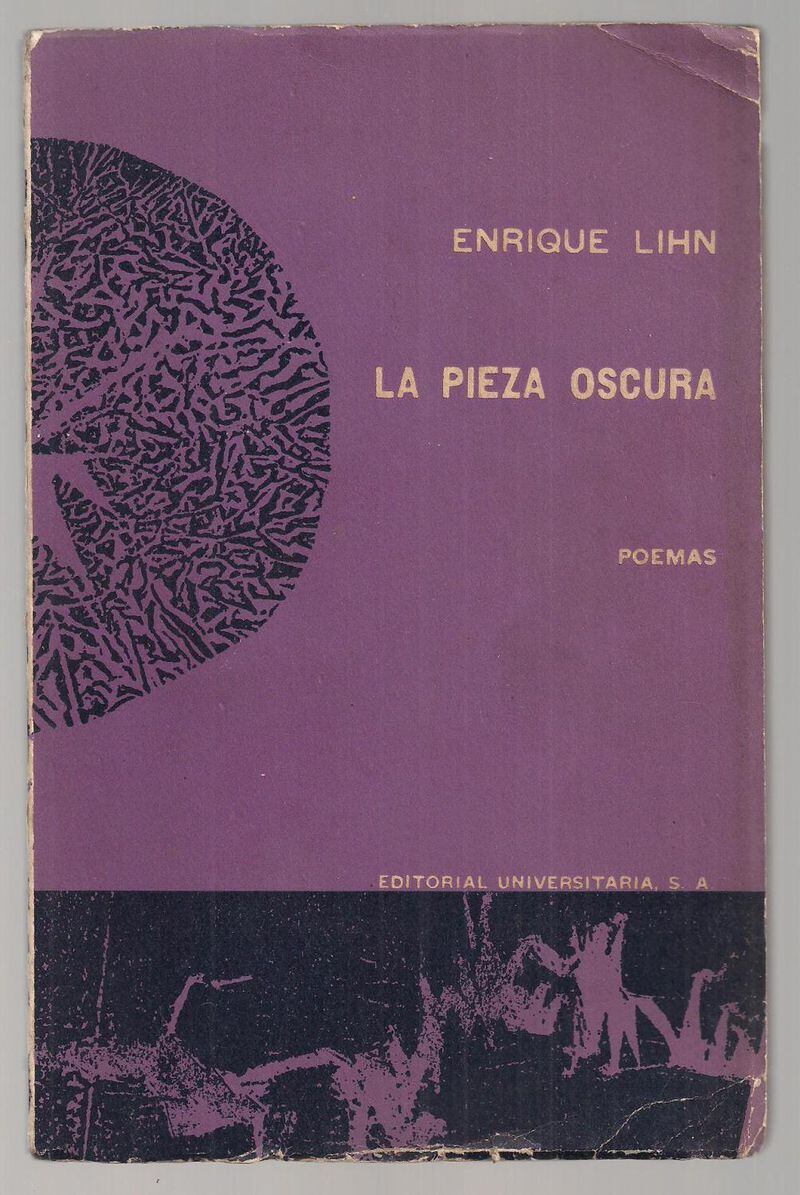 ENRIQUE LIHN
LA PIEZA OSCURA
POEMAS
EDITORIAL UNIVERSITARIA, S. A.